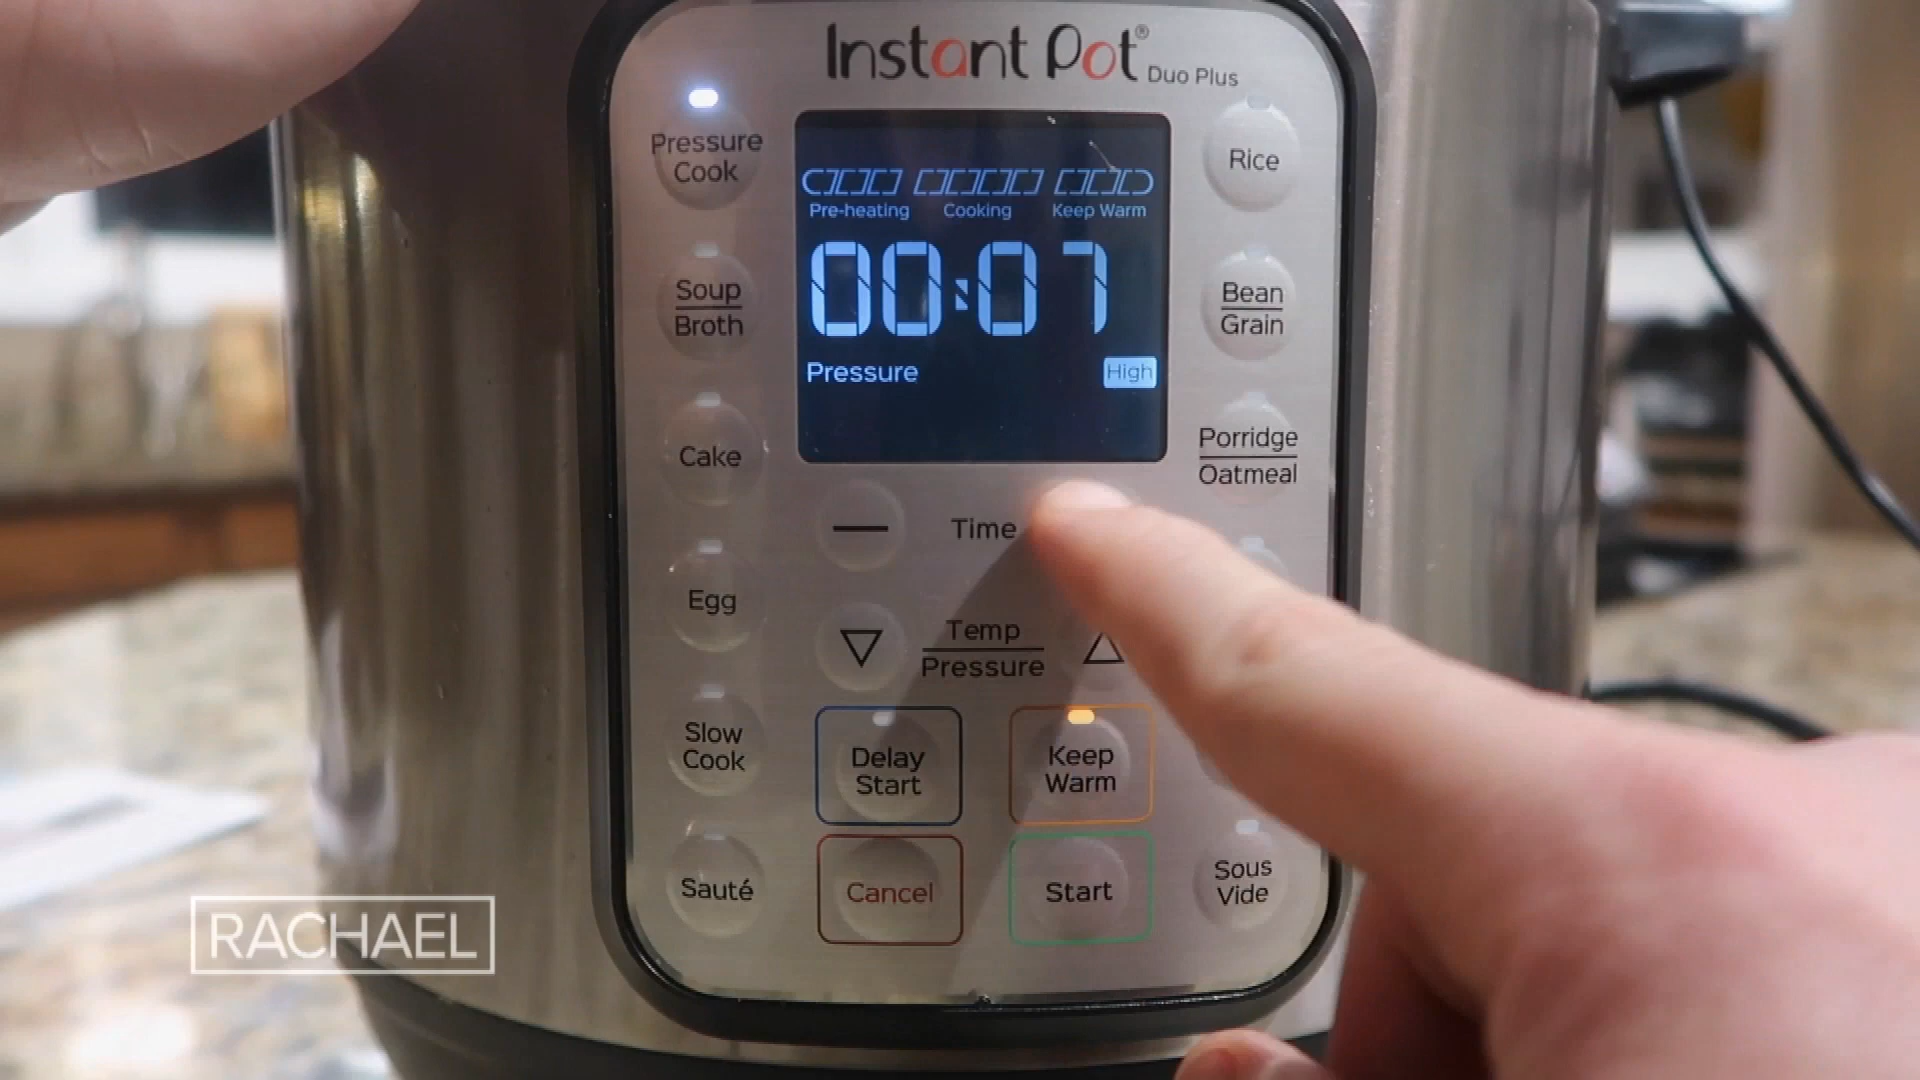 Instant Pot®
Duo Plus
Pressure
Cook
Soup
Broth
Cake
Egg
Slow
Cook
Sauté
Pre-heating
Cooking
Keep Warm
00:07
Pressure
High
Time
Temp
Pressure
Delay
Start
Keep
Warm
Cancel
Start
Rice
Bean
Grain
Porridge
Oatmeal
Sous
Vide
RACHAEL